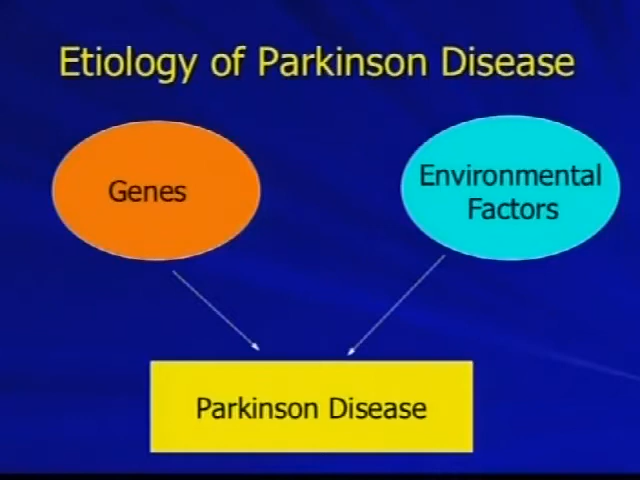 Etiology of Parkinson Disease
Genes
Environmental
Factors
Parkinson Disease